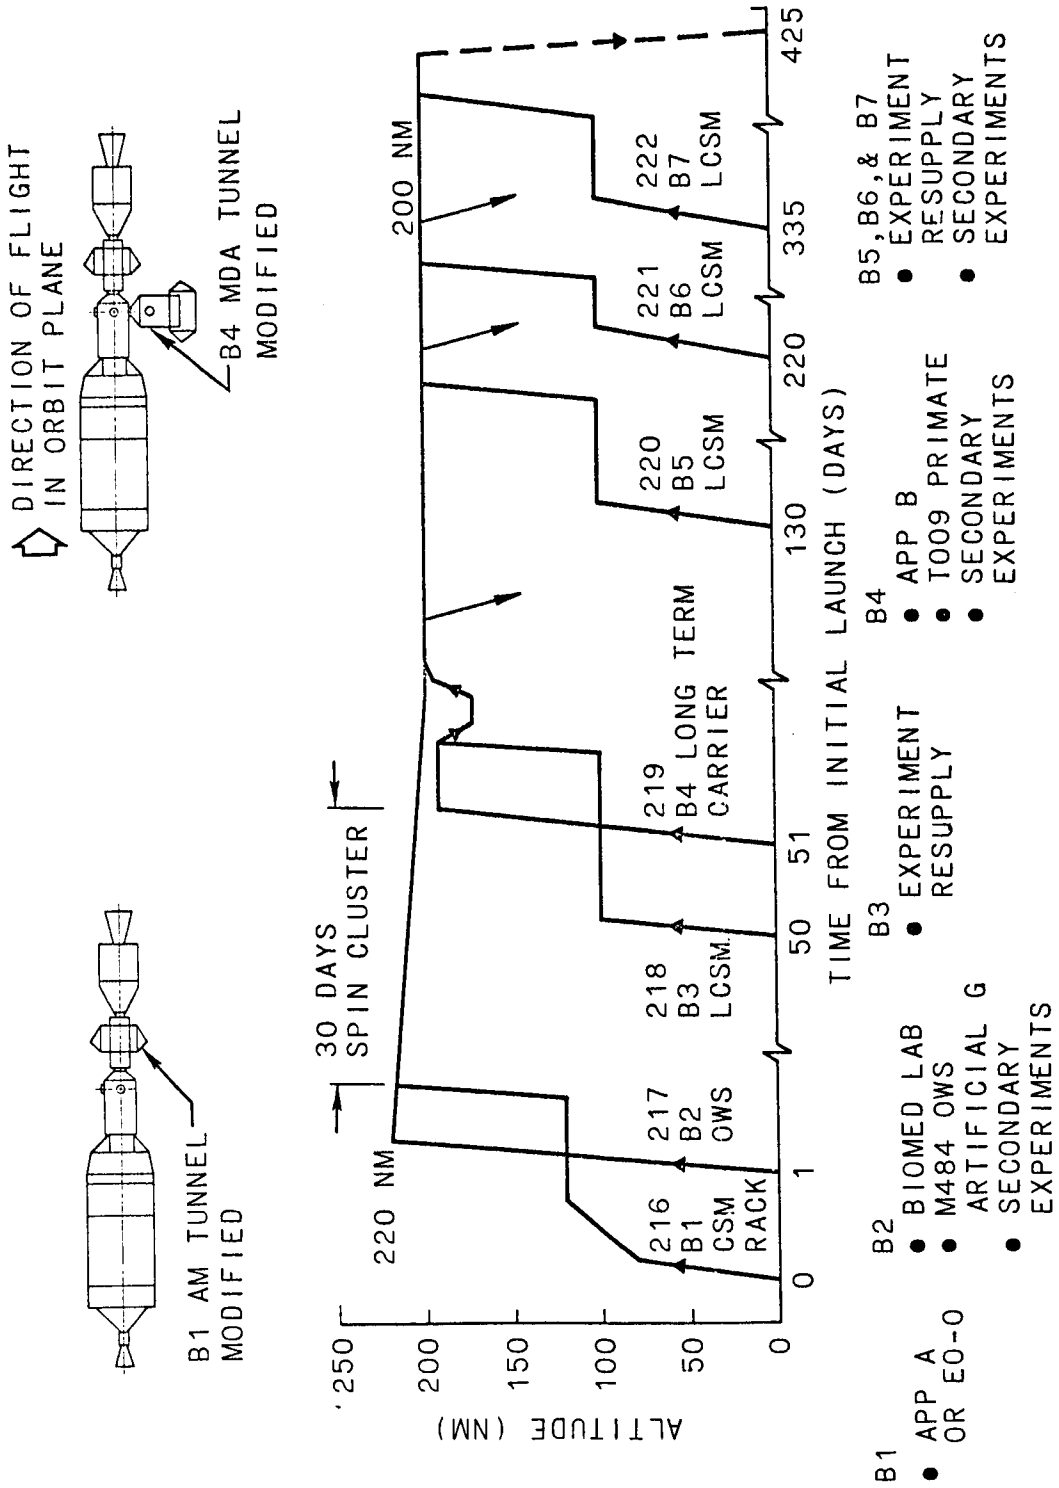 DIRECTION OF FLIGHT
IN ORBIT PLANE
B1 AM TUNNEL
MODIFIED
B4 MDA TUNNEL
MODIFIED
30 DAYS
SPIN CLUSTER
220 NM
200 NM
ALTITUDE (NM)
250
200
150
100
50
216
B1
CSM
RACK
217
B2
OWS
218
B3
LCSM
219
B4 LONG TERM
CARRIER
220
B5
LCSM
221
B6
LCSM
222
B7
LCSM
0
1
50
51
130
220
335
425
TIME FROM INITIAL LAUNCH (DAYS)
B1
● APP A
OR EO-O
B2
● BIOMED LAB
● M484 OWS
ARTIFICIAL G
● SECONDARY
EXPERIMENTS
B3
● EXPERIMENT
RESUPPLY
B4
● APP B
● T009 PRIMATE
● SECONDARY
EXPERIMENTS
B5,B6,& B7
● EXPERIMENT
RESUPPLY
● SECONDARY
EXPERIMENTS